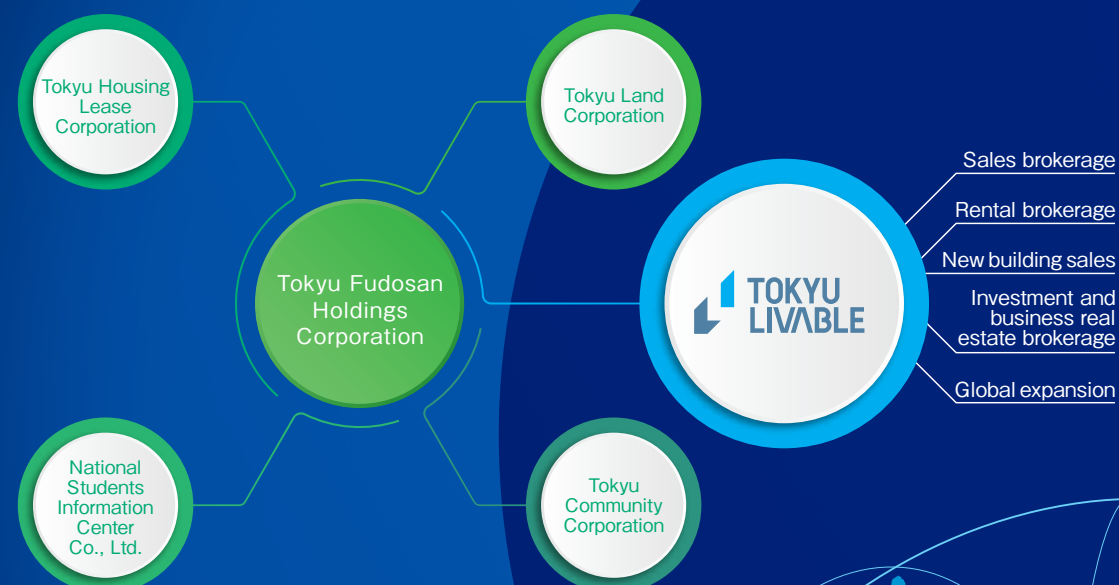 Tokyu Housing
Lease
Corporation
Tokyu Land
Corporation
Tokyu Fudosan
Holdings
Corporation
TOKYU
LIVABLE
Sales brokerage
Rental brokerage
New building sales
Investment and
business real
estate brokerage
Global expansion
National
Students
Information
Center
Co., Ltd.
Tokyu
Community
Corporation